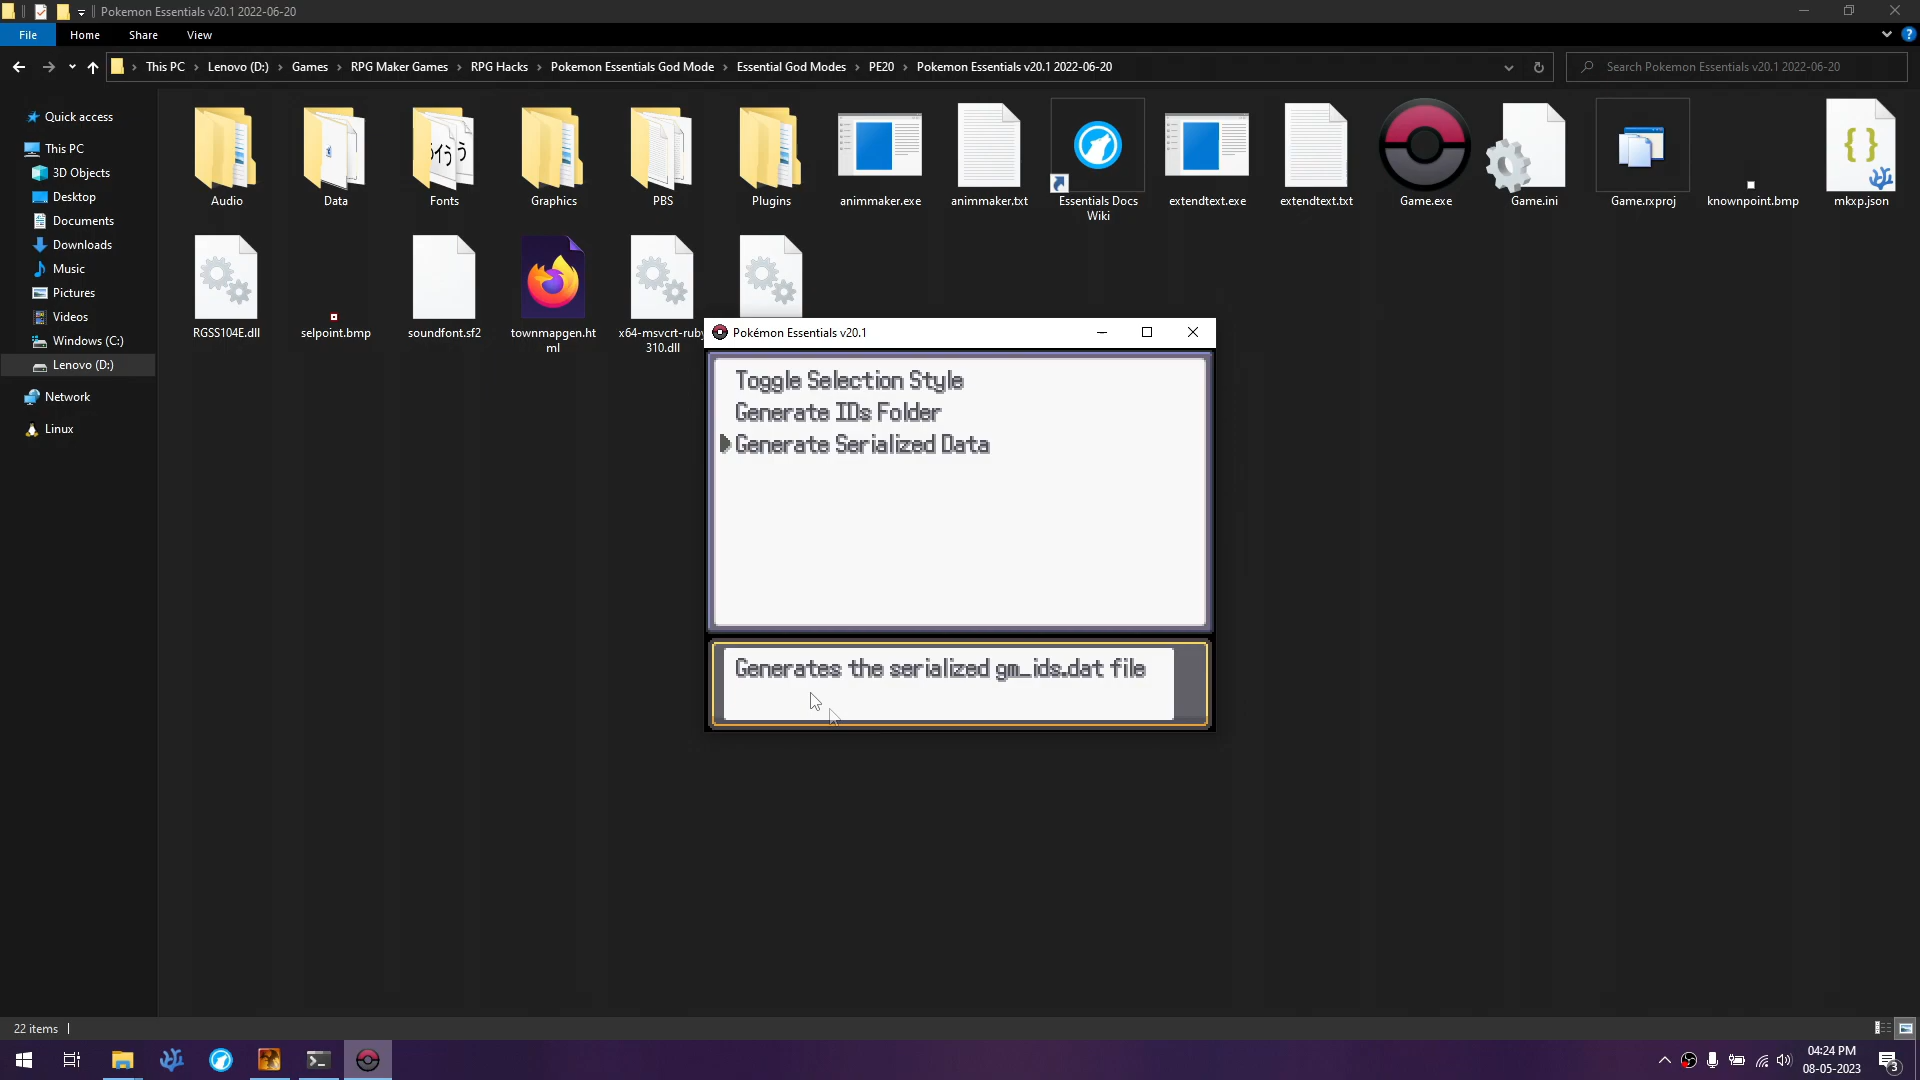 Pokemon Essentials v20.1 2022-06-20
File
Home
Share
View
This PC
Lenovo (D:)
Games
RPG Maker Games
RPG Hacks
Pokemon Essentials God Mode
Essential God Modes
PE20
Pokemon Essentials v20.1 2022-06-20
Search Pokemon Essentials v20.1 2022-06-20
Quick access
This PC
3D Objects
Desktop
Documents
Downloads
Music
Pictures
Videos
Windows (C:)
Lenovo (D:)
Network
Linux
Audio
Data
Fonts
Graphics
PBS
Plugins
animmaker.exe
animmaker.txt
Essentials Docs
Wiki
extendtext.exe
extendtext.txt
Game.exe
Game.ini
Game.rxproj
knownpoint.bmp
mkxp.json
RGSS104E.dll
selpoint.bmp
soundfont.sf2
townmapgen.ht
ml
x64-msvcrt-ruby
310.dll
Pokémon Essentials v20.1
Toggle Selection Style
Generate IDs Folder
Generate Serialized Data
Generates the serialized gm_ids.dat file
22 items
04:24 PM
08-05-2023
3